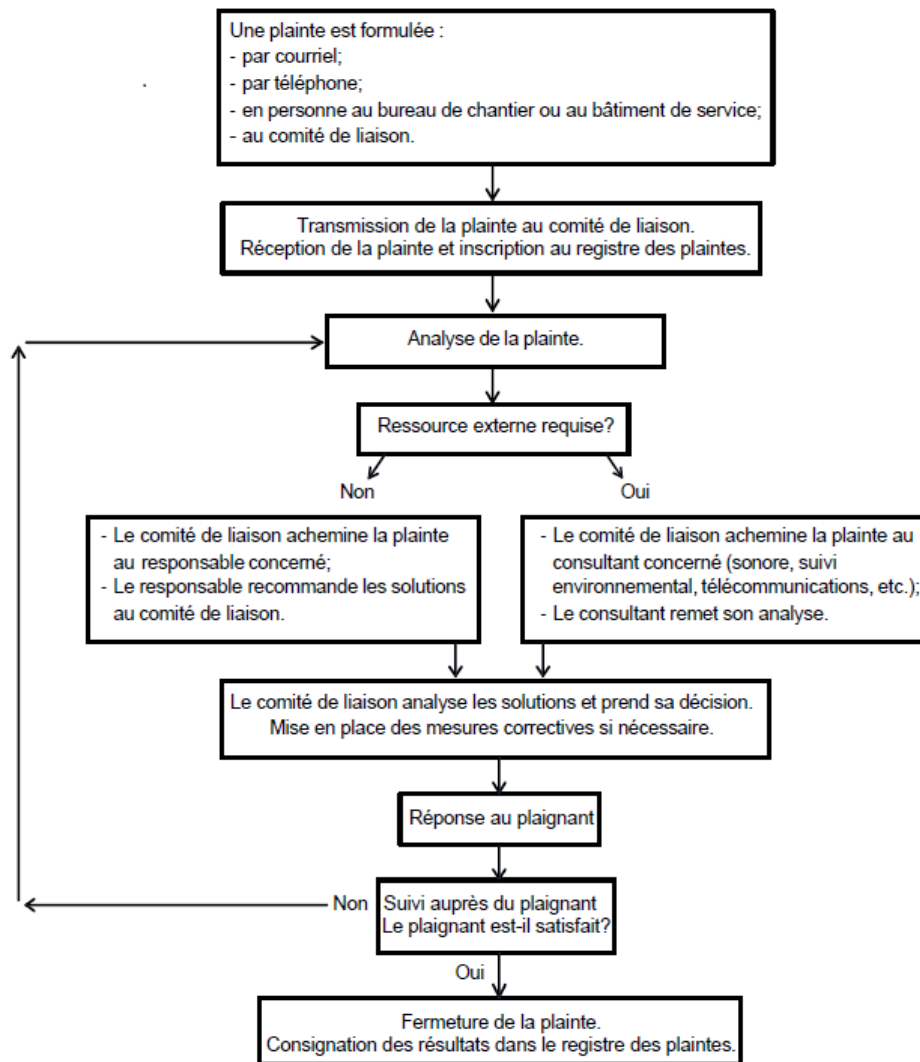 Une plainte est formulée :
- par courriel;
- par téléphone;
- en personne au bureau de chantier ou au bâtiment de service;
- au comité de liaison.
Transmission de la plainte au comité de liaison.
Réception de la plainte et inscription au registre des plaintes.
Analyse de la plainte.
Ressource externe requise?
Non
Oui
- Le comité de liaison achemine la plainte
au responsable concerné;
- Le responsable recommande les solutions
au comité de liaison.
- Le comité de liaison achemine la plainte au
consultant concerné (sonore, suivi
environnemental, télécommunications, etc.);
- Le consultant remet son analyse.
Le comité de liaison analyse les solutions et prend sa décision.
Mise en place des mesures correctives si nécessaire.
Réponse au plaignant
Non
Suivi auprès du plaignant
Le plaignant est-il satisfait?
Oui
Fermeture de la plainte.
Consignation des résultats dans le registre des plaintes.